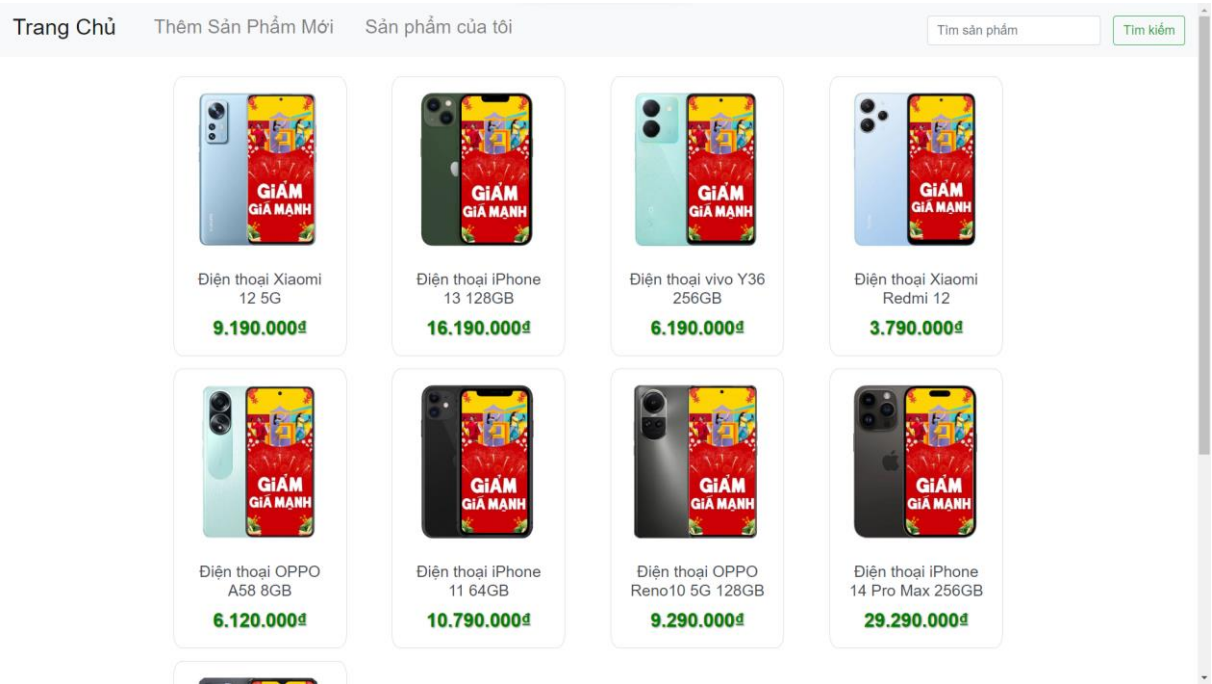 Trang Chủ Thêm Sản Phẩm Mới Sản phẩm của tôi Tìm sản phẩm Tìm kiếm
GIẢM GIẢM GIẢM GIẢM
GIÁ MẠNH GIÁ MẠNH GIÁ MẠNH GIÁ MẠNH
Điện thoại Xiaomi Điện thoại iPhone Điện thoại vivo Y36 Điện thoại Xiaomi
12 5G 13 128GB 256GB Redmi 12
9.190.000₫ 16.190.000₫ 6.190.000₫ 3.790.000₫
GIẢM GIẢM GIẢM GIẢM
GIÁ MẠNH GIÁ MẠNH GIÁ MẠNH GIÁ MẠNH
Điện thoại OPPO Điện thoại iPhone Điện thoại OPPO Điện thoại iPhone
A58 8GB 11 64GB Reno10 5G 128GB 14 Pro Max 256GB
6.120.000₫ 10.790.000₫ 9.290.000₫ 29.290.000₫